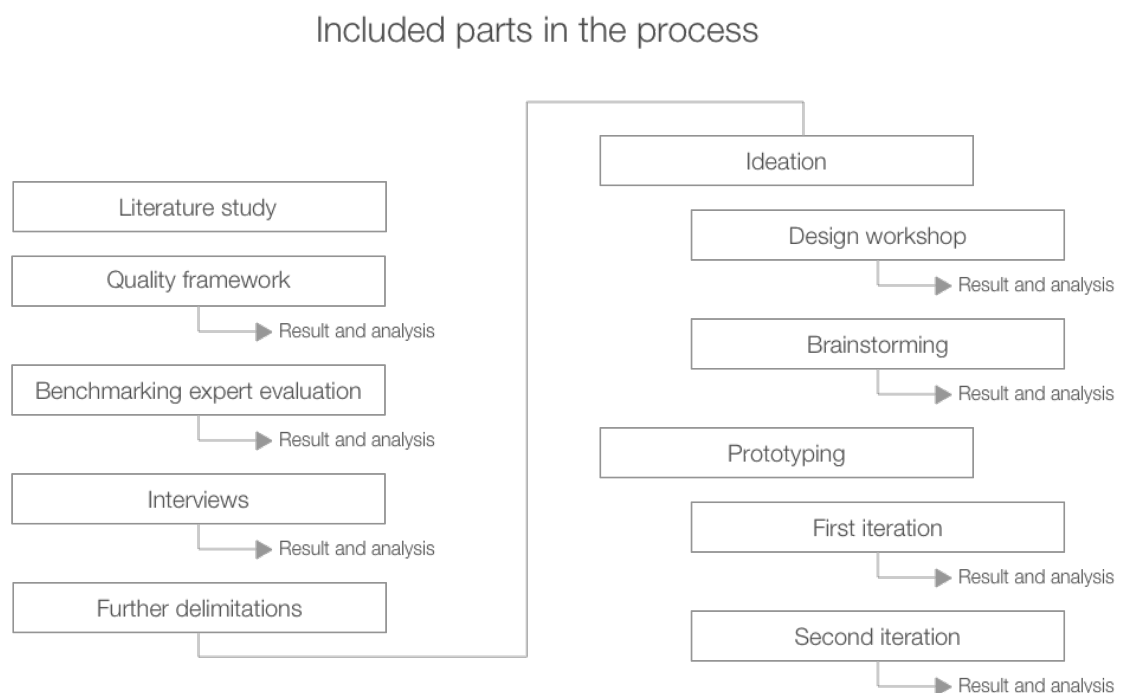 Included parts in the process
Literature study
Quality framework
Result and analysis
Benchmarking expert evaluation
Result and analysis
Interviews
Result and analysis
Further delimitations
Ideation
Design workshop
Result and analysis
Brainstorming
Result and analysis
Prototyping
First iteration
Result and analysis
Second iteration
Result and analysis